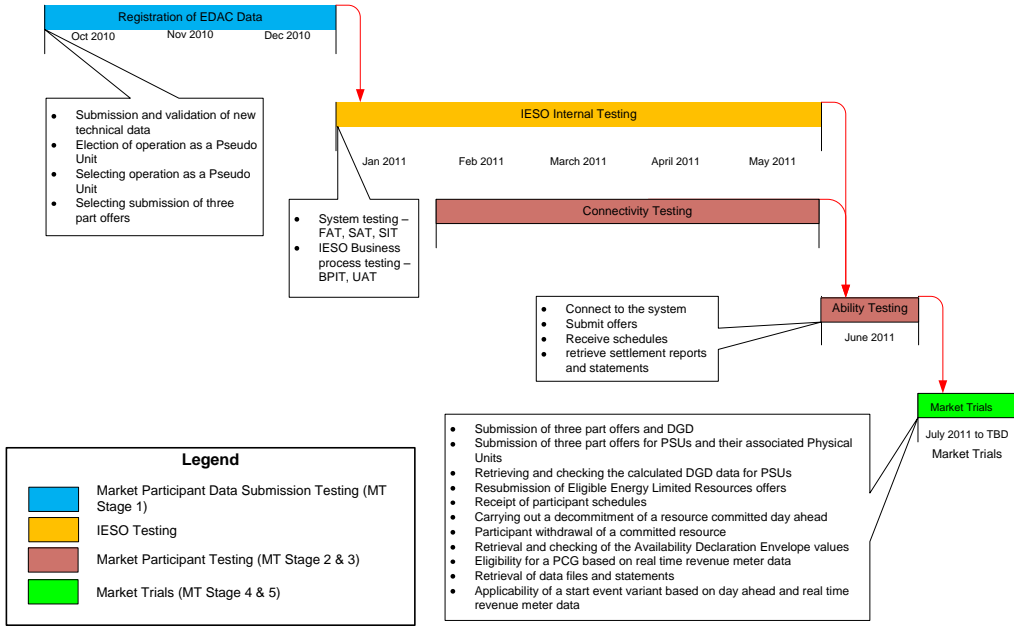 Registration of EDAC Data
Oct 2010
Nov 2010
Dec 2010
• Submission and validation of new
technical data
• Election of operation as a Pseudo
Unit
• Selecting operation as a Pseudo
Unit
• Selecting submission of three
part offers
IESO Internal Testing
Jan 2011
Feb 2011
March 2011
April 2011
May 2011
• System testing –
FAT, SAT, SIT
• IESO Business
process testing –
BPIT, UAT
Connectivity Testing
• Connect to the system
• Submit offers
• Receive schedules
• retrieve settlement reports
and statements
Ability Testing
June 2011
Market Trials
July 2011 to TBD
Market Trials
• Submission of three part offers and DGD
• Submission of three part offers for PSUs and their associated Physical
Units
• Retrieving and checking the calculated DGD data for PSUs
• Resubmission of Eligible Energy Limited Resources offers
• Receipt of participant schedules
• Carrying out a decommitment of a resource committed day ahead
• Participant withdrawal of a committed resource
• Retrieval and checking of the Availability Declaration Envelope values
• Eligibility for a PCG based on real time revenue meter data
• Retrieval of data files and statements
• Applicability of a start event variant based on day ahead and real time
revenue meter data
Legend
Market Participant Data Submission Testing (MT
Stage 1)
IESO Testing
Market Participant Testing (MT Stage 2 & 3)
Market Trials (MT Stage 4 & 5)